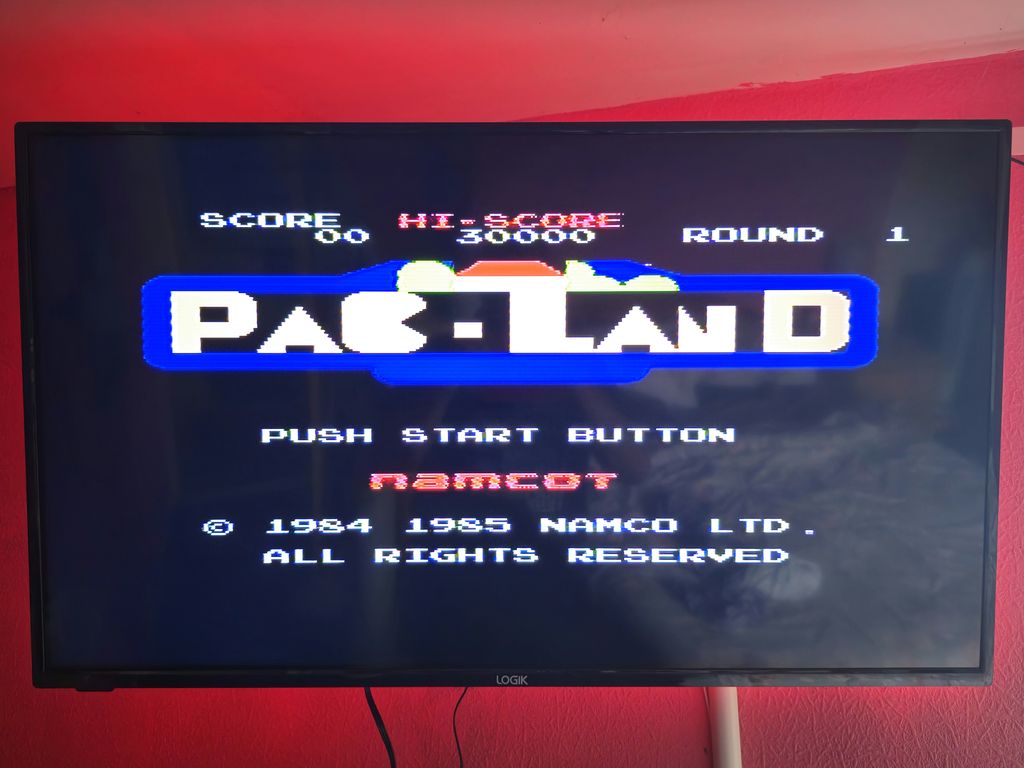 SCORE HI-SCORE
00 30000 ROUND 1
PAC-LAND
PUSH START BUTTON
namcot
© 1984 1985 NAMCO LTD.
ALL RIGHTS RESERVED
LOGIK